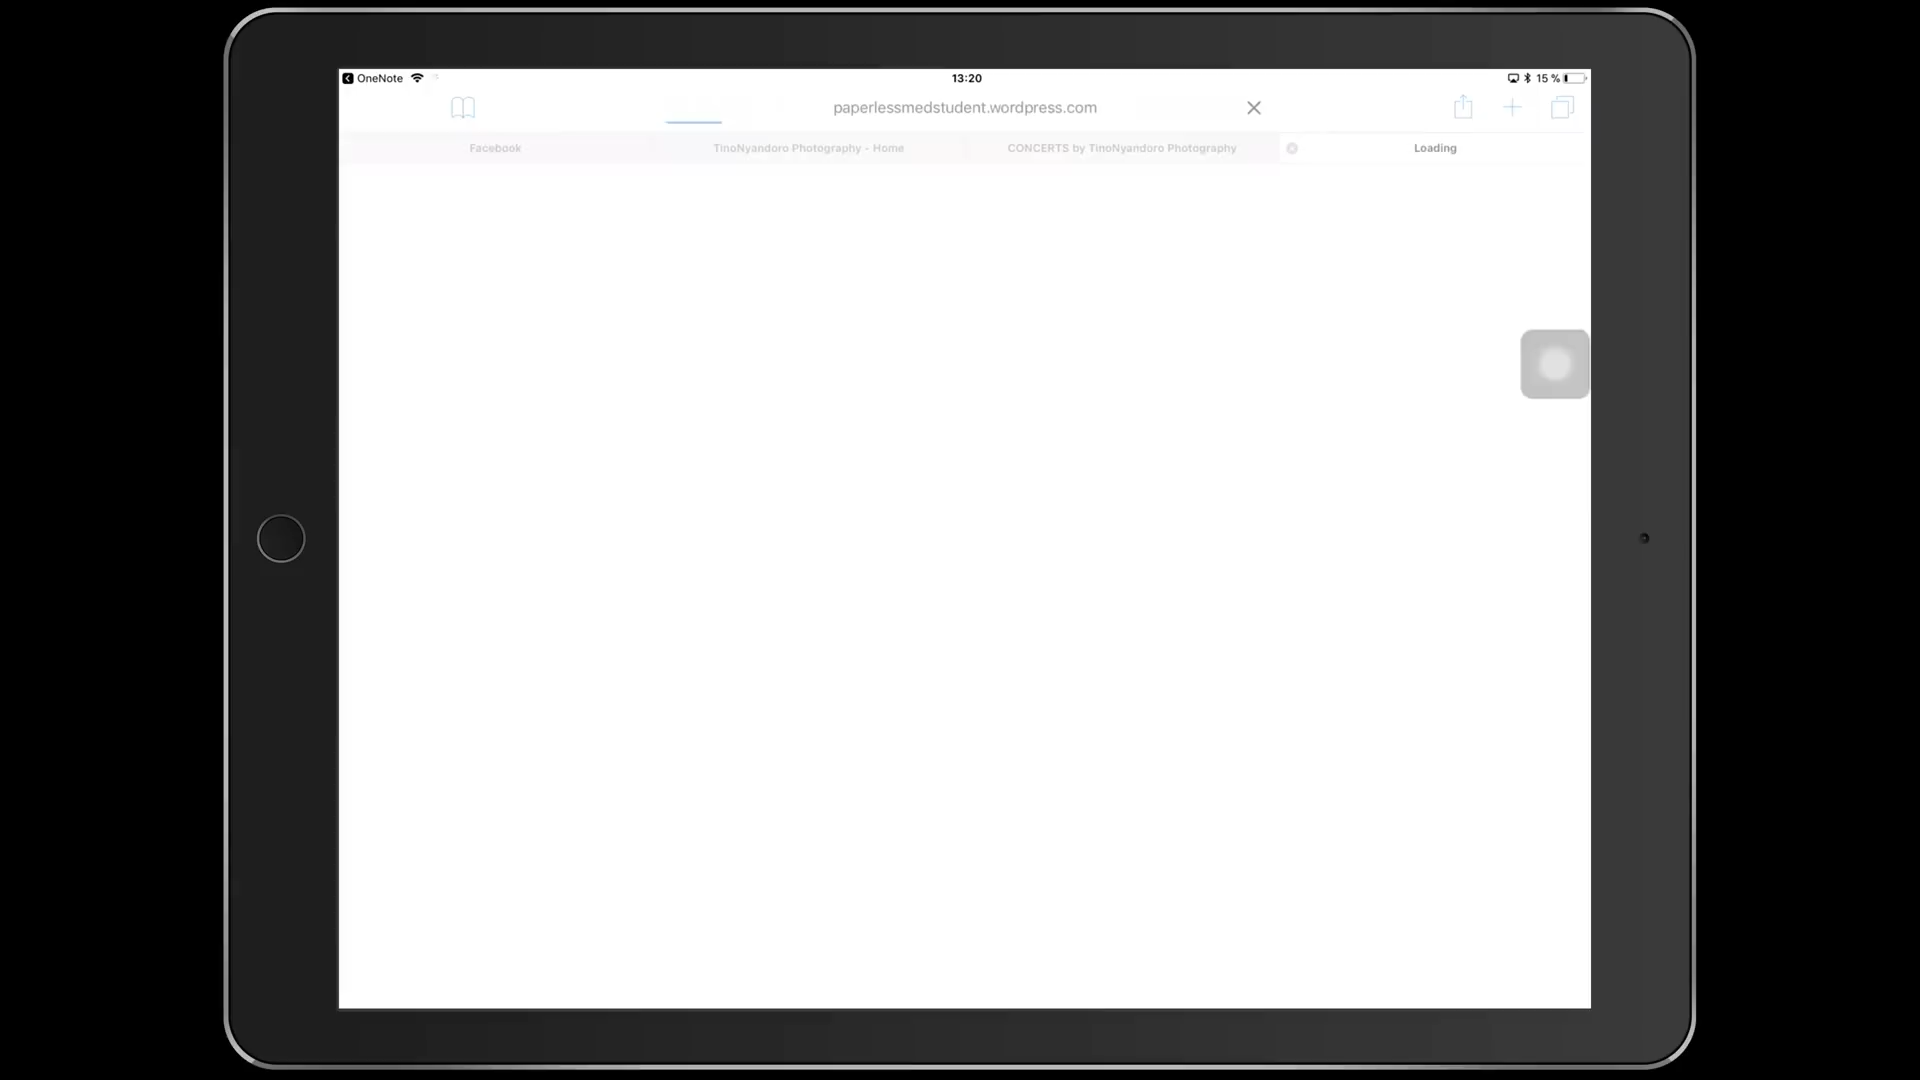 OneNote 13:20 15 %
paperlessmedstudent.wordpress.com
Facebook TinoNyandoro Photography - Home CONCERTS by TinoNyandoro Photography Loading